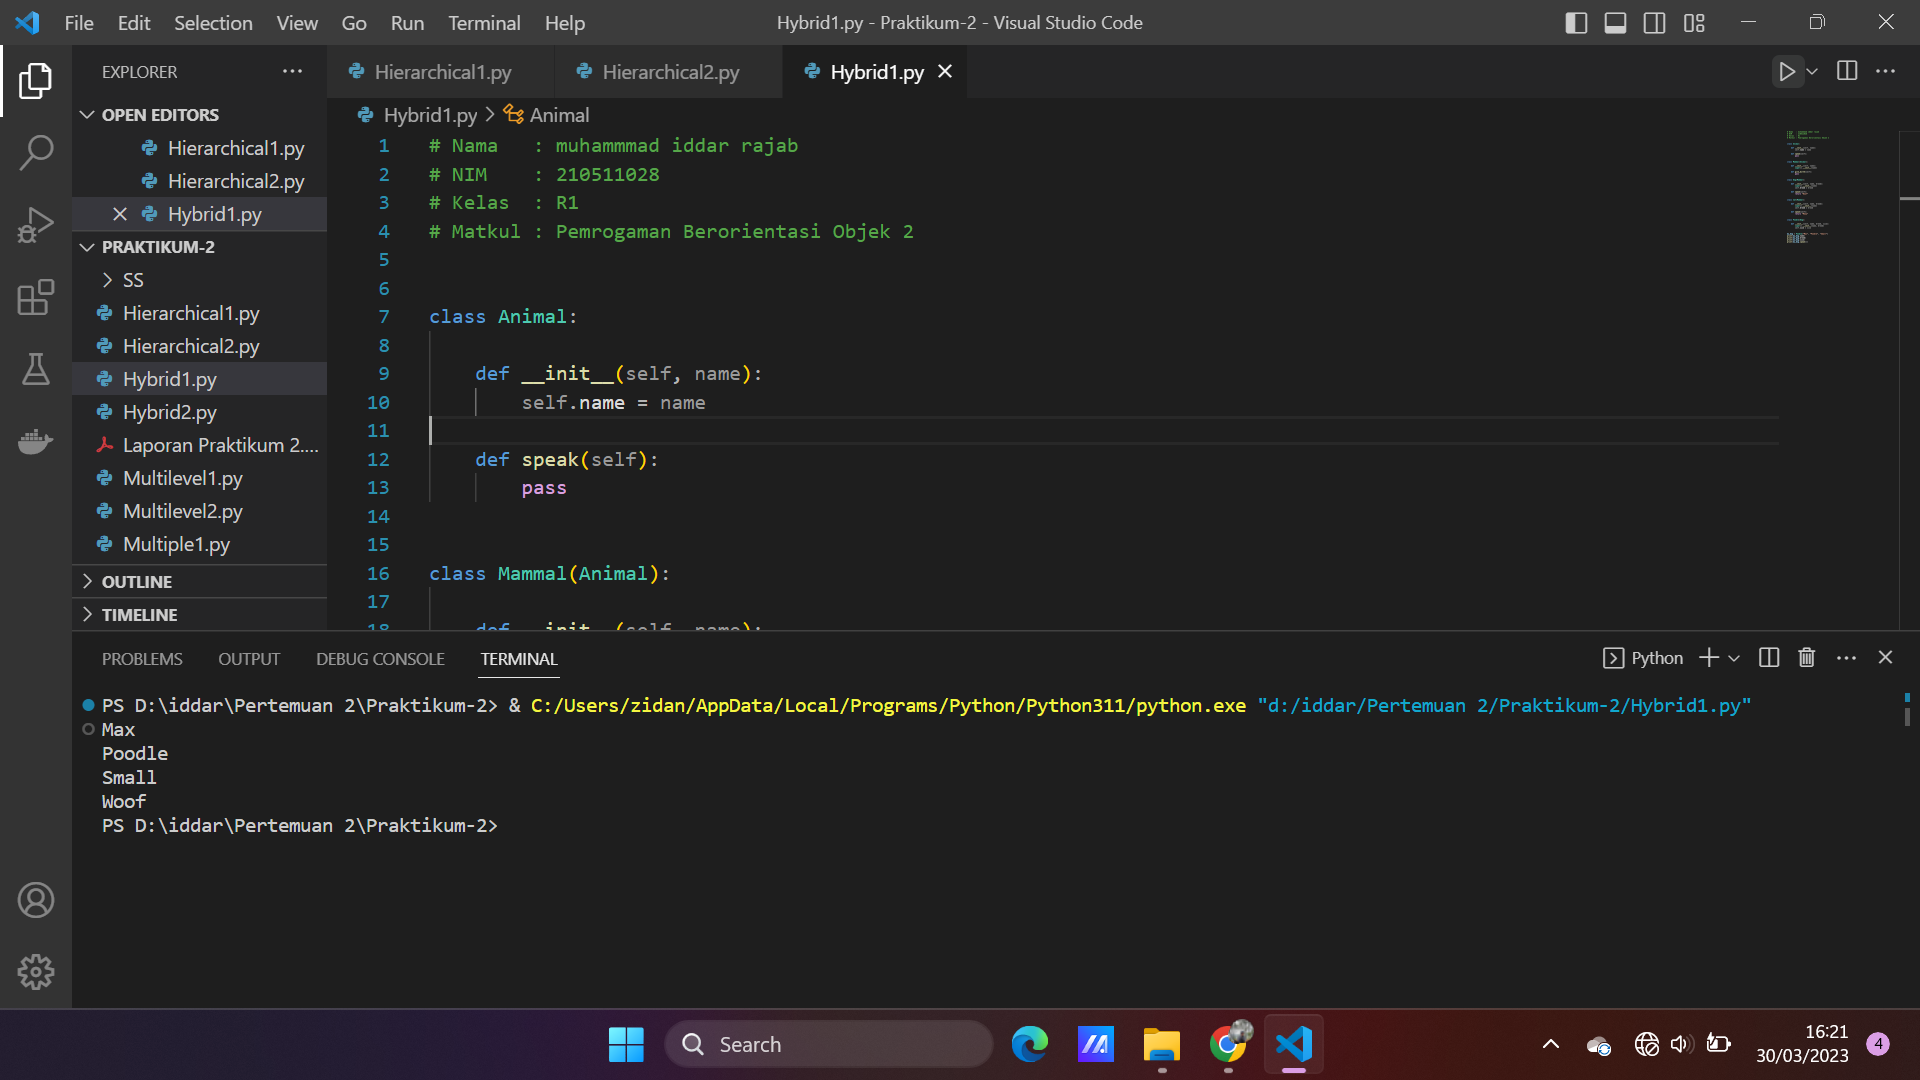 File Edit Selection View Go Run Terminal Help
Hybrid1.py - Praktikum-2 - Visual Studio Code
EXPLORER
OPEN EDITORS
Hierarchical1.py
Hierarchical2.py
Hybrid1.py
PRAKTIKUM-2
SS
Hierarchical1.py
Hierarchical2.py
Hybrid1.py
Hybrid2.py
Laporan Praktikum 2....
Multilevel1.py
Multilevel2.py
Multiple1.py
OUTLINE
TIMELINE
Hierarchical1.py Hierarchical2.py Hybrid1.py
Hybrid1.py > Animal
1 # Nama   : muhammmad iddar rajab
2 # NIM    : 210511028
3 # Kelas  : R1
4 # Matkul : Pemrogaman Berorientasi Objek 2
5
6
7 class Animal:
8
9     def __init__(self, name):
10         self.name = name
11
12     def speak(self):
13         pass
14
15
16 class Mammal(Animal):
17
18     def __init__(self, name):
PROBLEMS OUTPUT DEBUG CONSOLE TERMINAL
Python
PS D:\iddar\Pertemuan 2\Praktikum-2> & C:/Users/zidan/AppData/Local/Programs/Python/Python311/python.exe "d:/iddar/Pertemuan 2/Praktikum-2/Hybrid1.py"
Max
Poodle
Small
Woof
PS D:\iddar\Pertemuan 2\Praktikum-2>
Search
16:21
30/03/2023
4